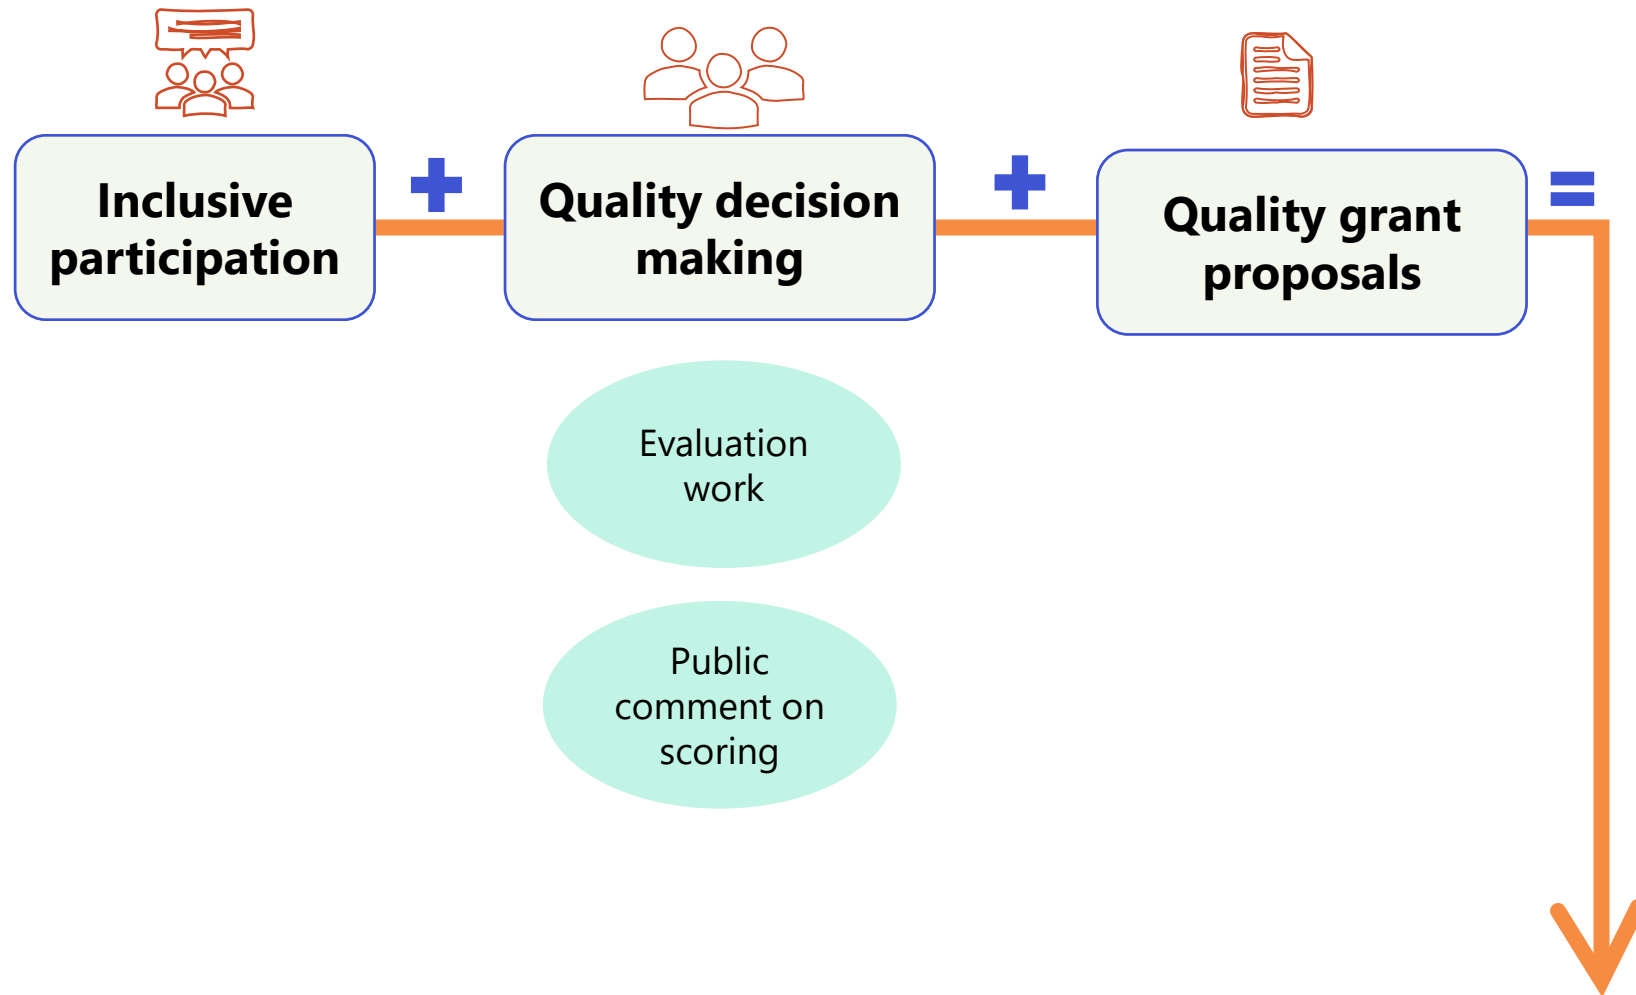 Inclusive
participation
Quality decision
making
Quality grant
proposals
Evaluation
work
Public
comment on
scoring